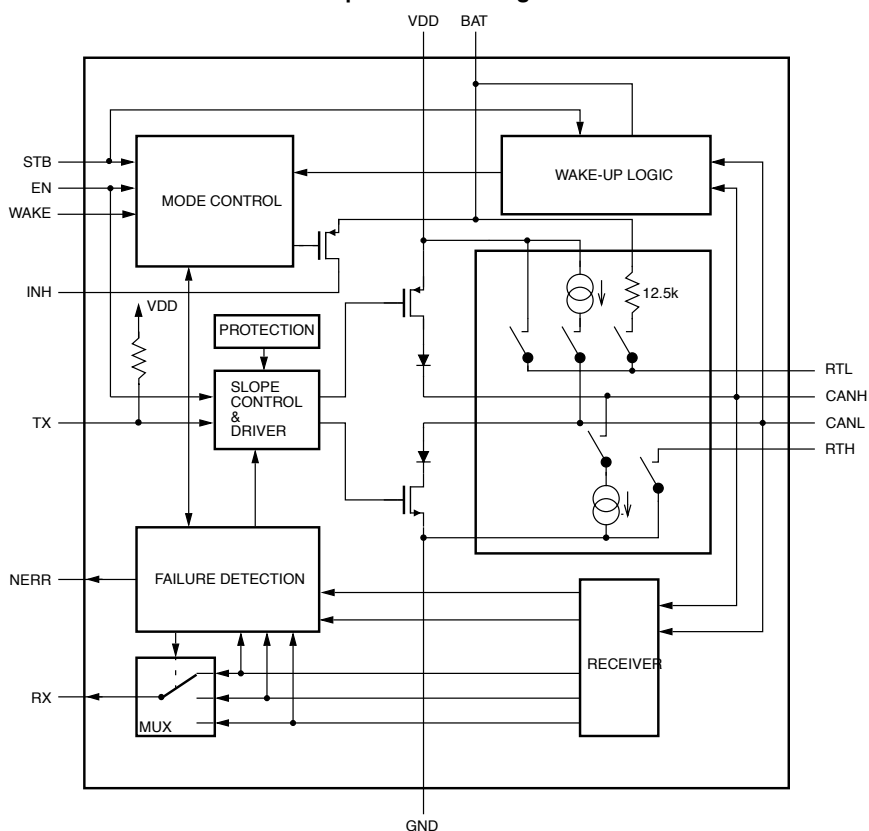 VDD BAT
STB
EN
WAKE
MODE CONTROL
WAKE-UP LOGIC
INH
VDD
12.5k
PROTECTION
SLOPE
CONTROL
&
DRIVER
TX
RTL
CANH
CANL
RTH
NERR
FAILURE DETECTION
RECEIVER
RX
MUX
GND